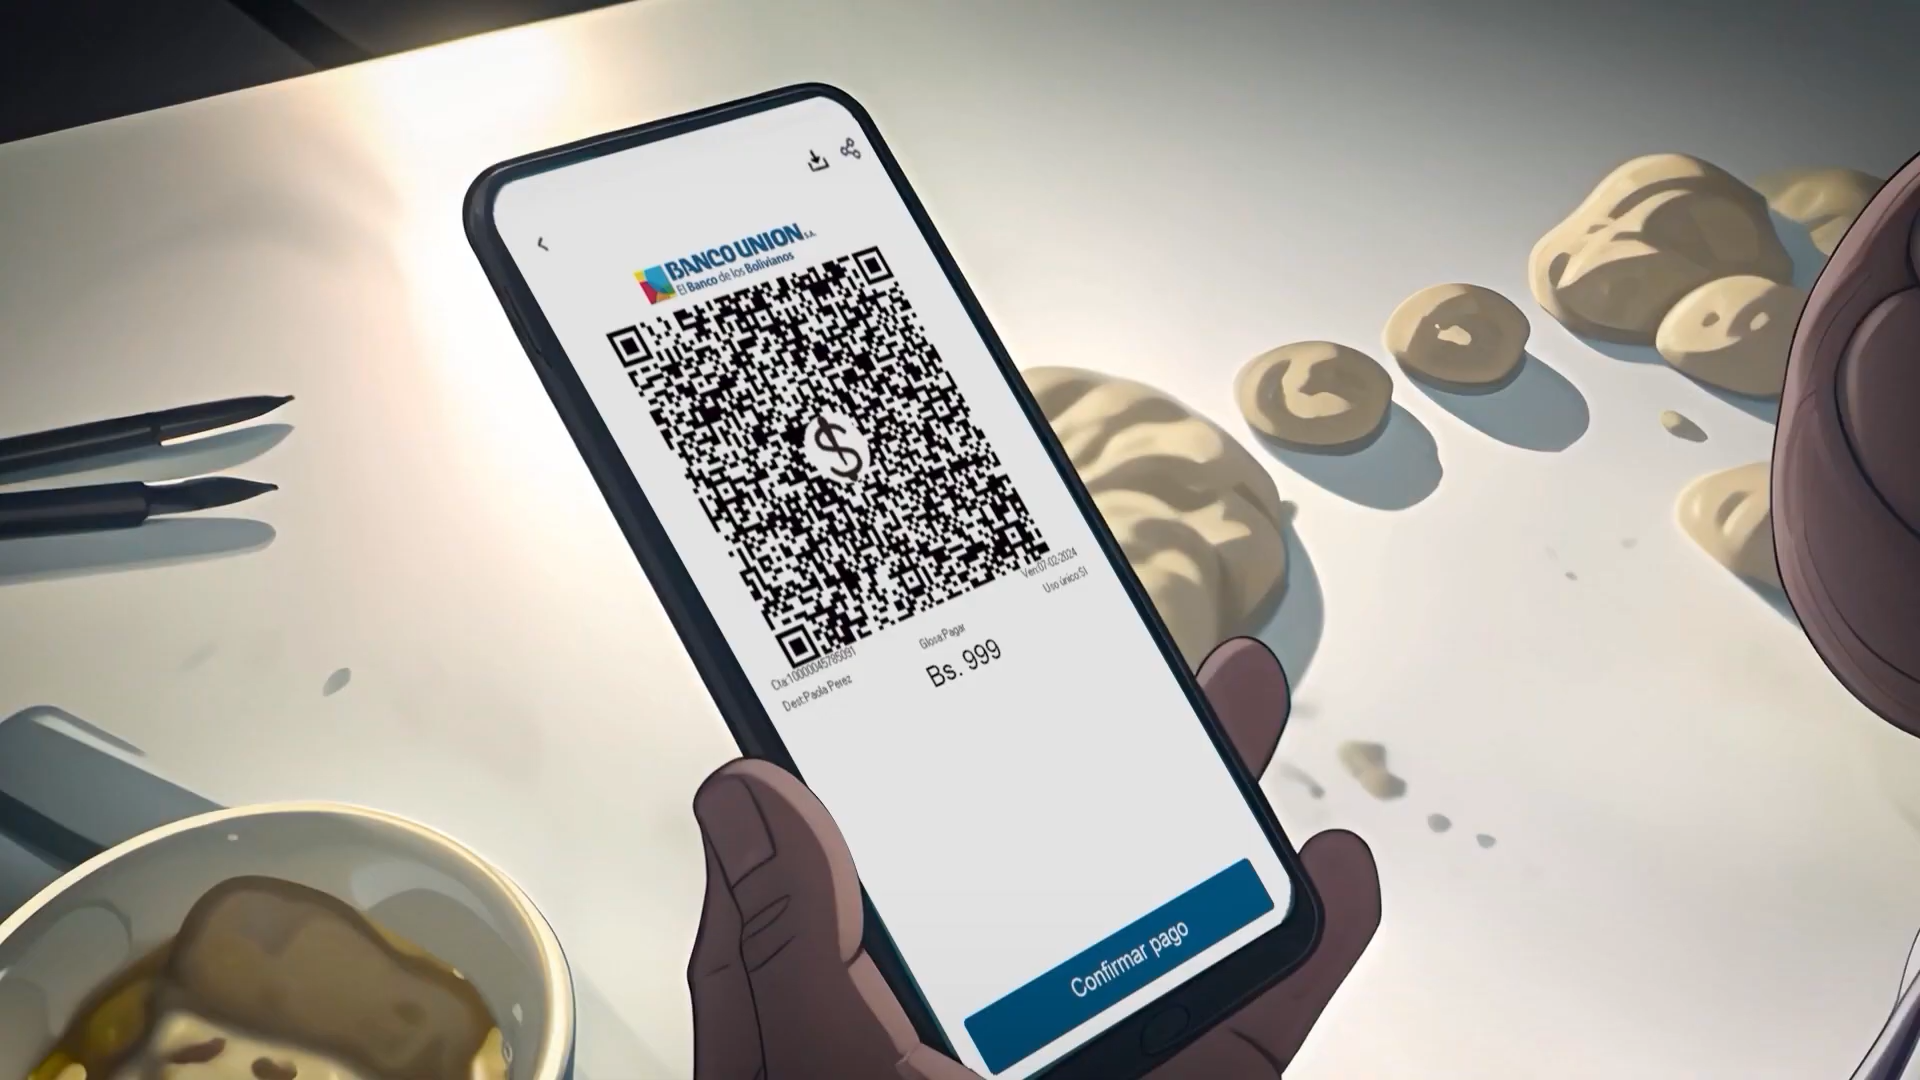 BANCO UNION S.A.
El Banco de los Bolivianos
$
Ven:07-02-2024
Uso único:SI
Cta:10000045785091
Dest:Paola Perez
Glosa:Pagar
Bs. 999
Confirmar pago